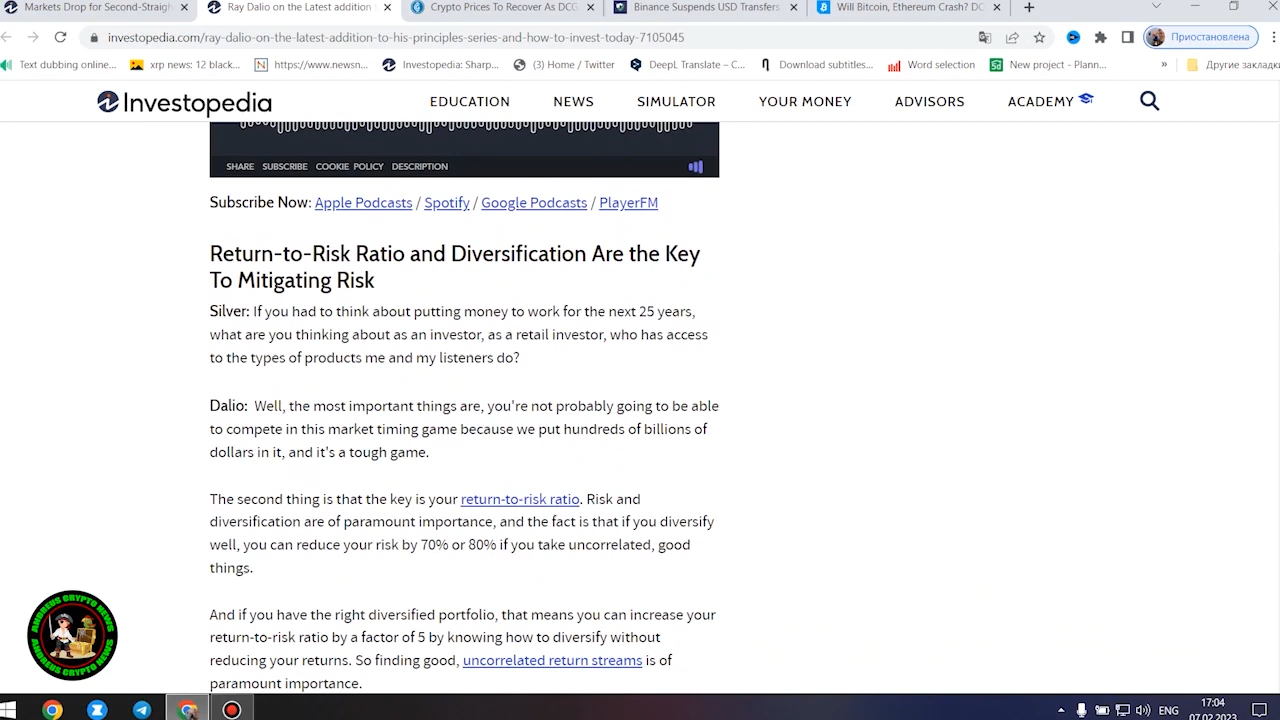 Markets Drop for Second-Straigh
Ray Dalio on the Latest addition
Crypto Prices To Recover As DCG
Binance Suspends USD Transfers
Will Bitcoin, Ethereum Crash? DC
investopedia.com/ray-dalio-on-the-latest-addition-to-his-principles-series-and-how-to-invest-today-7105045
Приостановлена
Text dubbing online...
xrp news: 12 black...
https://www.newsn...
Investopedia: Sharp...
(3) Home / Twitter
DeepL Translate – C...
Download subtitles...
Word selection
New project - Plann...
»
Другие закладки
Investopedia
EDUCATION
NEWS
SIMULATOR
YOUR MONEY
ADVISORS
ACADEMY
SHARE SUBSCRIBE COOKIE POLICY DESCRIPTION
Subscribe Now: Apple Podcasts / Spotify / Google Podcasts / PlayerFM
Return-to-Risk Ratio and Diversification Are the Key
To Mitigating Risk
Silver: If you had to think about putting money to work for the next 25 years,
what are you thinking about as an investor, as a retail investor, who has access
to the types of products me and my listeners do?
Dalio: Well, the most important things are, you're not probably going to be able
to compete in this market timing game because we put hundreds of billions of
dollars in it, and it's a tough game.
The second thing is that the key is your return-to-risk ratio. Risk and
diversification are of paramount importance, and the fact is that if you diversify
well, you can reduce your risk by 70% or 80% if you take uncorrelated, good
things.
And if you have the right diversified portfolio, that means you can increase your
return-to-risk ratio by a factor of 5 by knowing how to diversify without
reducing your returns. So finding good, uncorrelated return streams is of
paramount importance.
ANDREUS CRYPTO NEWS
ANDREUS CRYPTO NEWS
ENG
17:04
07.02.2023